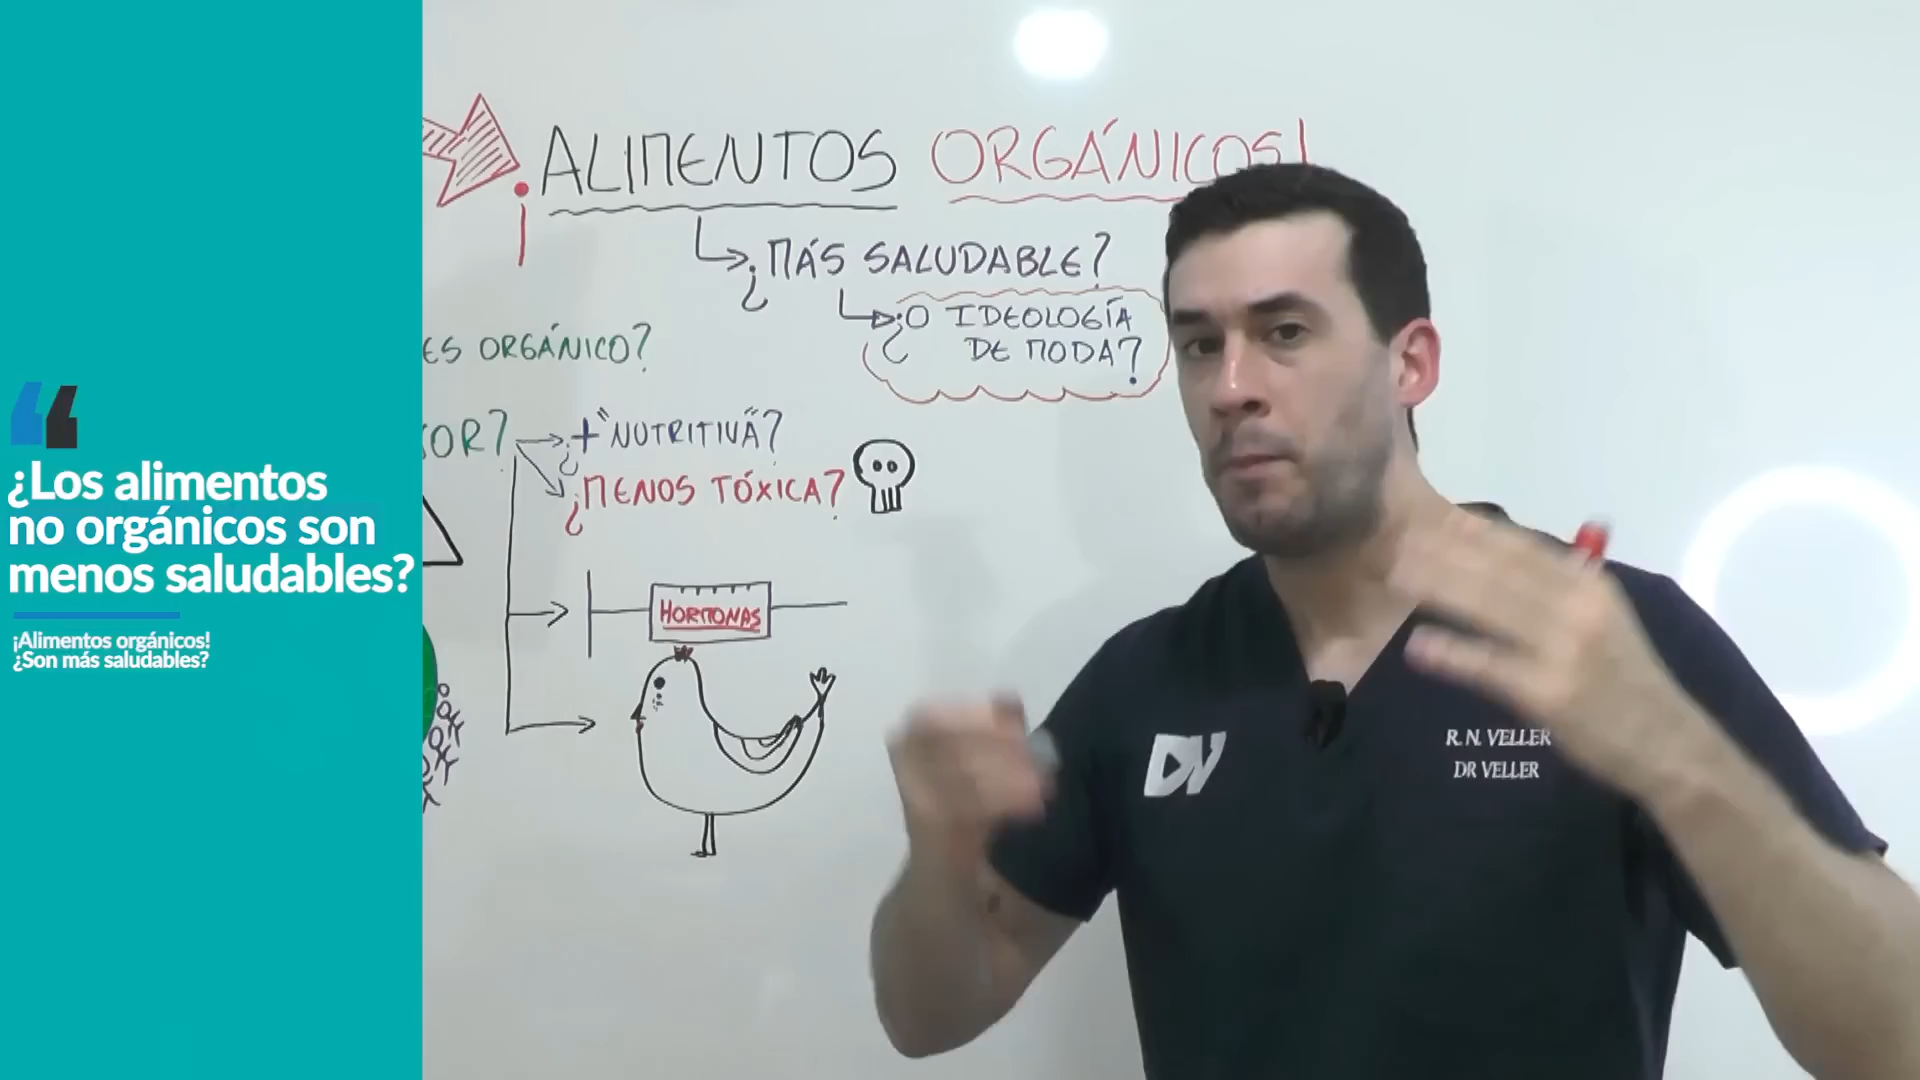 ¿Los alimentos
no orgánicos son
menos saludables?
¡Alimentos orgánicos!
¿Son más saludables?
¡ALIMENTOS ORGÁNICOS!
¿MÁS SALUDABLE?
¿O IDEOLOGÍA
DE MODA?
ES ORGÁNICO?
OR?
¿+ "NUTRITIVA"?
¿MENOS TÓXICA?
HORMONAS
DV
R. N. VELLER
DR VELLER